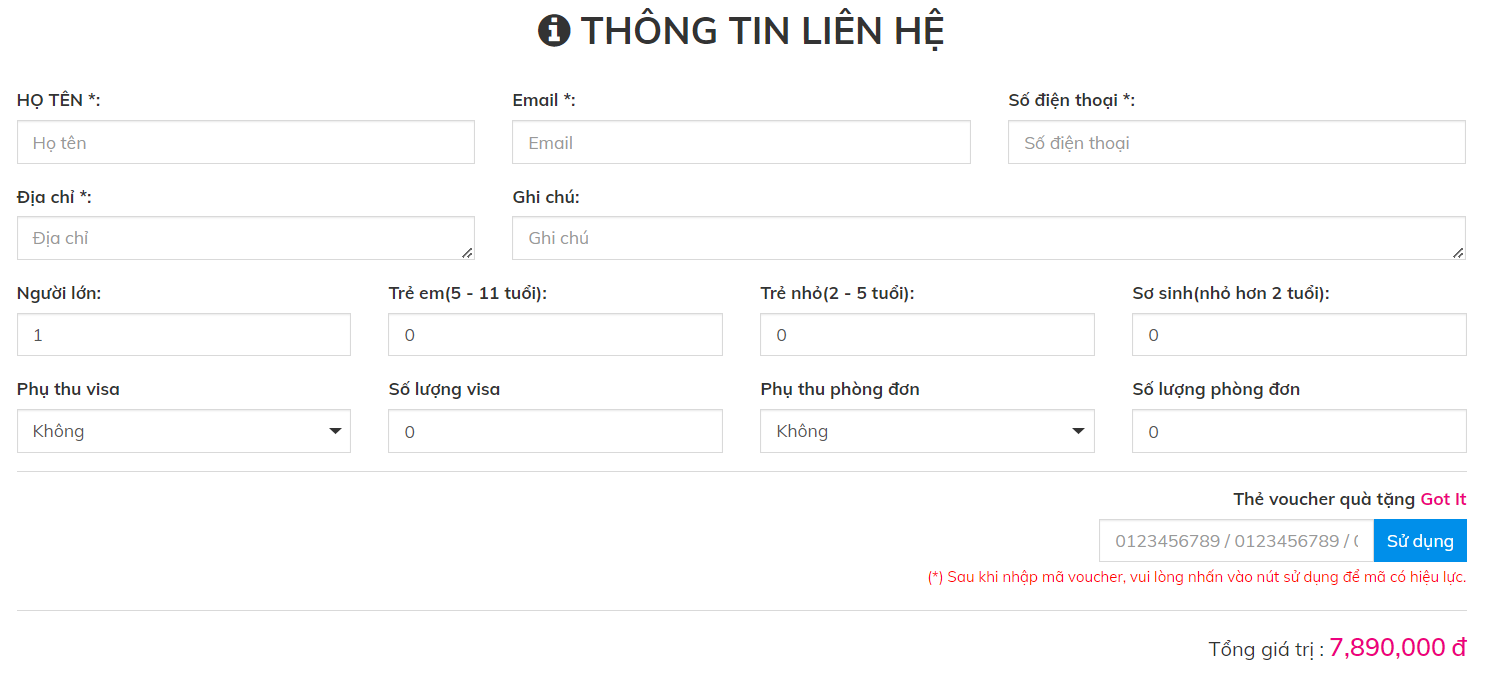 THÔNG TIN LIÊN HỆ
HỌ TÊN *: Email *: Số điện thoại *:
Họ tên Email Số điện thoại
Địa chỉ *: Ghi chú:
Địa chỉ Ghi chú
Người lớn: Trẻ em(5 - 11 tuổi): Trẻ nhỏ(2 - 5 tuổi): Sơ sinh(nhỏ hơn 2 tuổi):
1 0 0 0
Phụ thu visa Số lượng visa Phụ thu phòng đơn Số lượng phòng đơn
Không 0 Không 0
Thẻ voucher quà tặng Got It
0123456789 / 0123456789 / Sử dụng
(*) Sau khi nhập mã voucher, vui lòng nhấn vào nút sử dụng để mã có hiệu lực.
Tổng giá trị : 7,890,000 đ